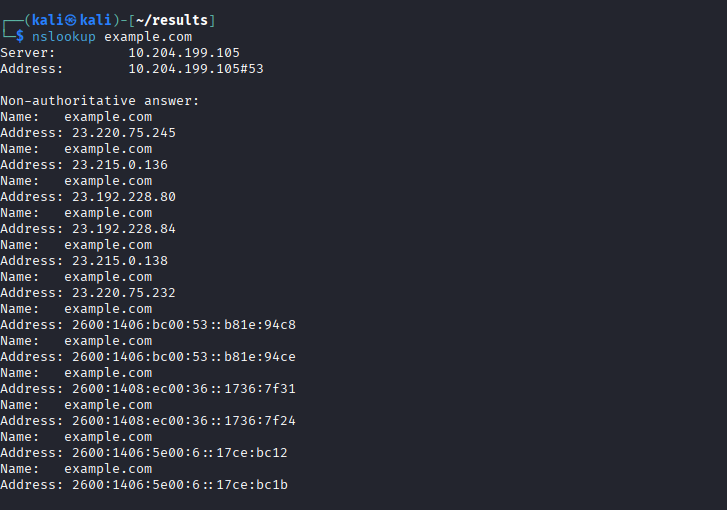 ┌──(kali㉿kali)-[~/results]
└─$ nslookup example.com
Server:         10.204.199.105
Address:        10.204.199.105#53

Non-authoritative answer:
Name:   example.com
Address: 23.220.75.245
Name:   example.com
Address: 23.215.0.136
Name:   example.com
Address: 23.192.228.80
Name:   example.com
Address: 23.192.228.84
Name:   example.com
Address: 23.215.0.138
Name:   example.com
Address: 23.220.75.232
Name:   example.com
Address: 2600:1406:bc00:53::b81e:94c8
Name:   example.com
Address: 2600:1406:bc00:53::b81e:94ce
Name:   example.com
Address: 2600:1408:ec00:36::1736:7f31
Name:   example.com
Address: 2600:1408:ec00:36::1736:7f24
Name:   example.com
Address: 2600:1406:5e00:6::17ce:bc12
Name:   example.com
Address: 2600:1406:5e00:6::17ce:bc1b